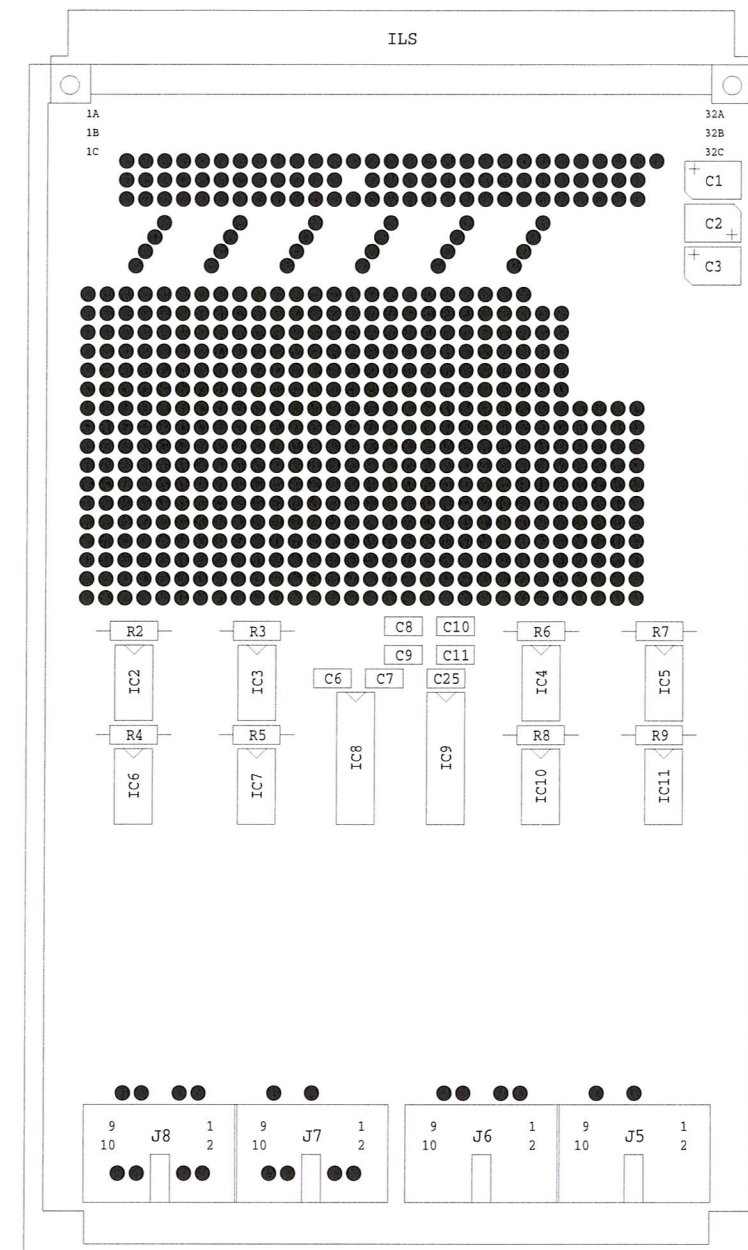 ILS
1A 32A
1B 32B
1C 32C
+ C1
C2 +
+ C3
C8 C10
R2 R3 R6 R7
C9 C11
IC2 IC3 C6 C7 C25 IC4 IC5
R4 R5 R8 R9
IC6 IC7 IC8 IC9 IC10 IC11
9 1 9 1 9 1 9 1
J8 J7 J6 J5
10 2 10 2 10 2 10 2